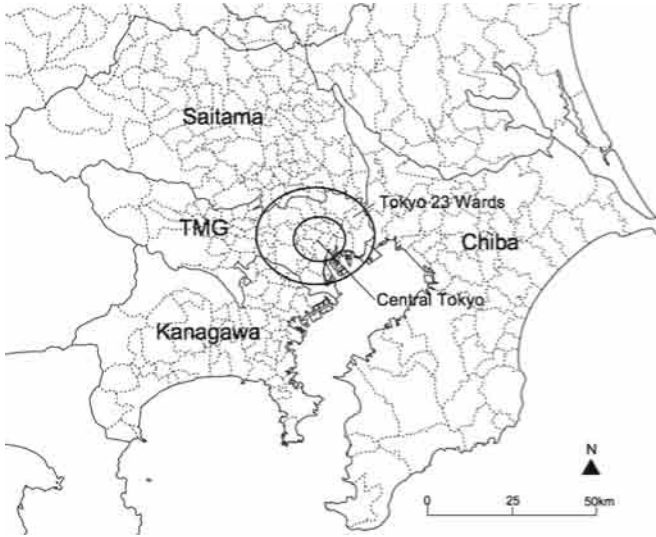 Saitama
Tokyo 23 Wards
TMG
Chiba
Central Tokyo
Kanagawa
N
0 25 50km